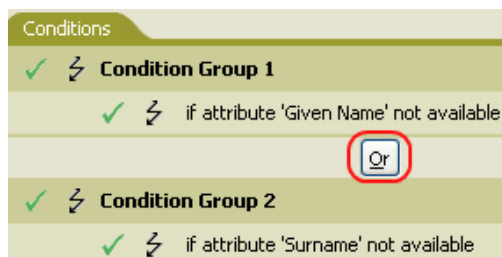 Conditions
Condition Group 1
if attribute 'Given Name' not available
Or
Condition Group 2
if attribute 'Surname' not available